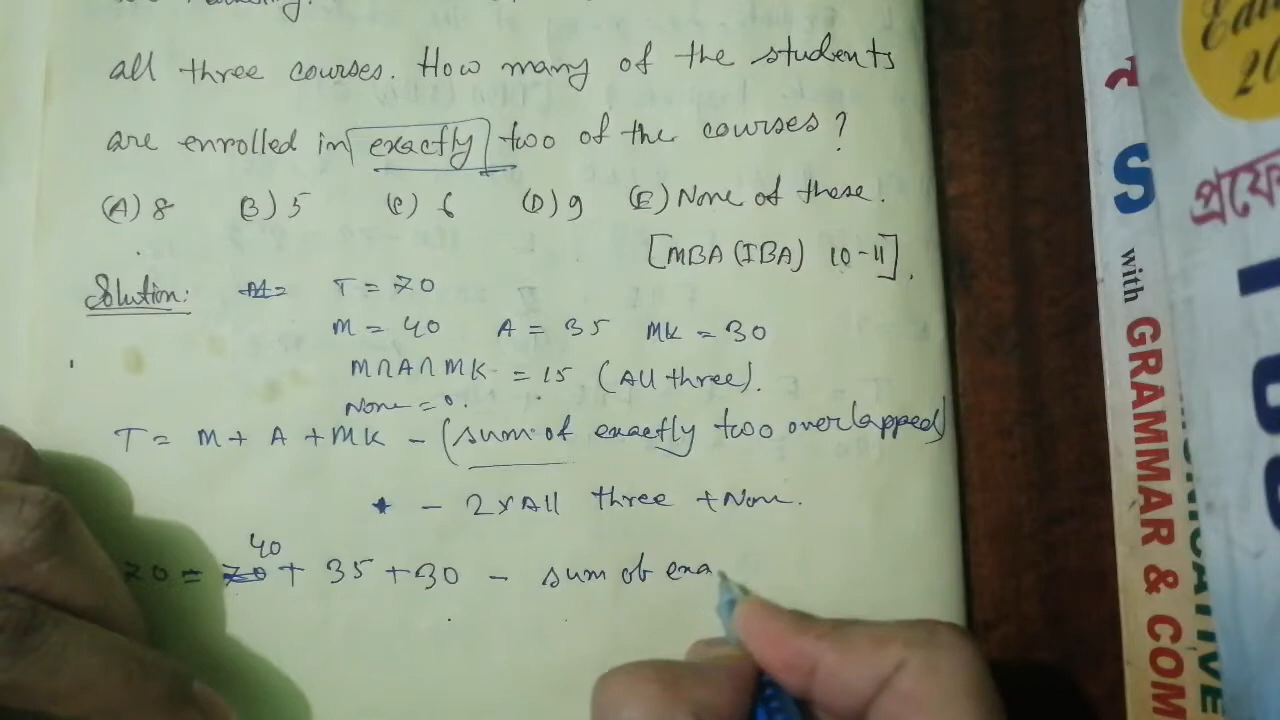 all three courses. How many of the students
are enrolled in exactly two of the courses?
(A) 8 (B) 5 (C) 6 (D) 9 (E) None of these.
[MBA (IBA) 10-11].
Solution: T = 70
M = 40 A = 35 MK = 30
M∩A∩MK = 15 (All three).
None = 0.
T = M + A + MK - (sum of exactly two overlapped)
- 2 x All three + None.
70 = 40 + 35 + 30 - sum of exa
S with GRAMMAR & COM
প্রফে